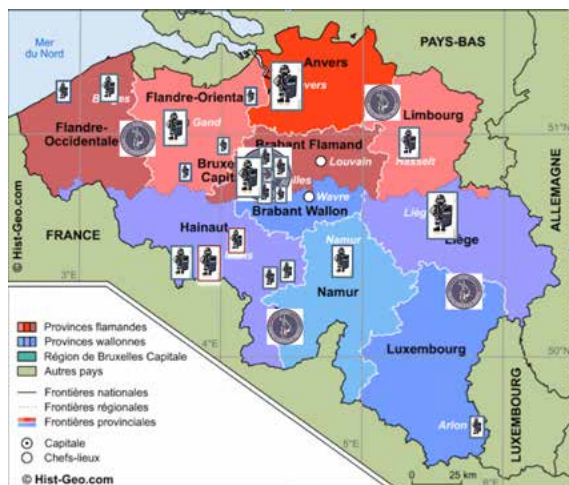 Mer
du Nord
PAYS-BAS
Anvers
Flandre-Orienta
Limbourg
Gand
Flandre-
Occidentale
51°N
Brabant Flamand
Louvain
Hasselt
Wavre
Brabant Wallon
ALLEMAGNE
FRANCE
Hainaut
Liège
Namur
Namur
© Hist-Geo.com
3°E
Provinces flamandes
Provinces wallonnes
Région de Bruxelles Capitale
Autres pays
Frontières nationales
Frontières régionales
Frontières provinciales
Capitale
Chefs-lieux
© Hist-Geo.com
4°E
50°N
Luxembourg
LUXEMBOURG
Arlon
5°E
0 25 km
6°E